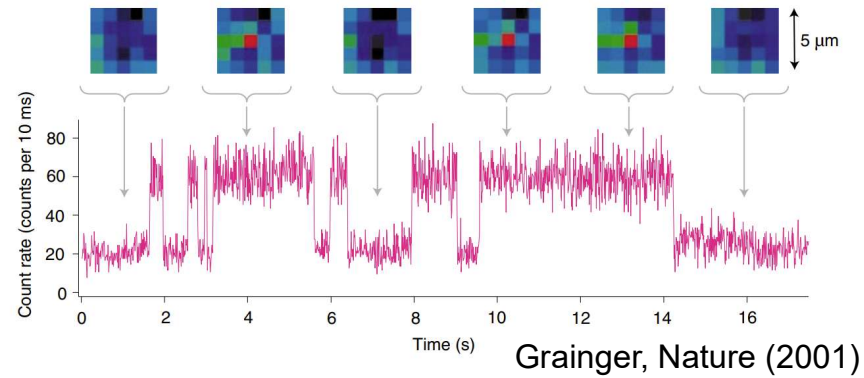 5 μm
Count rate (counts per 10 ms)
80
60
40
20
0
0 2 4 6 8 10 12 14 16
Time (s)
Grainger, Nature (2001)